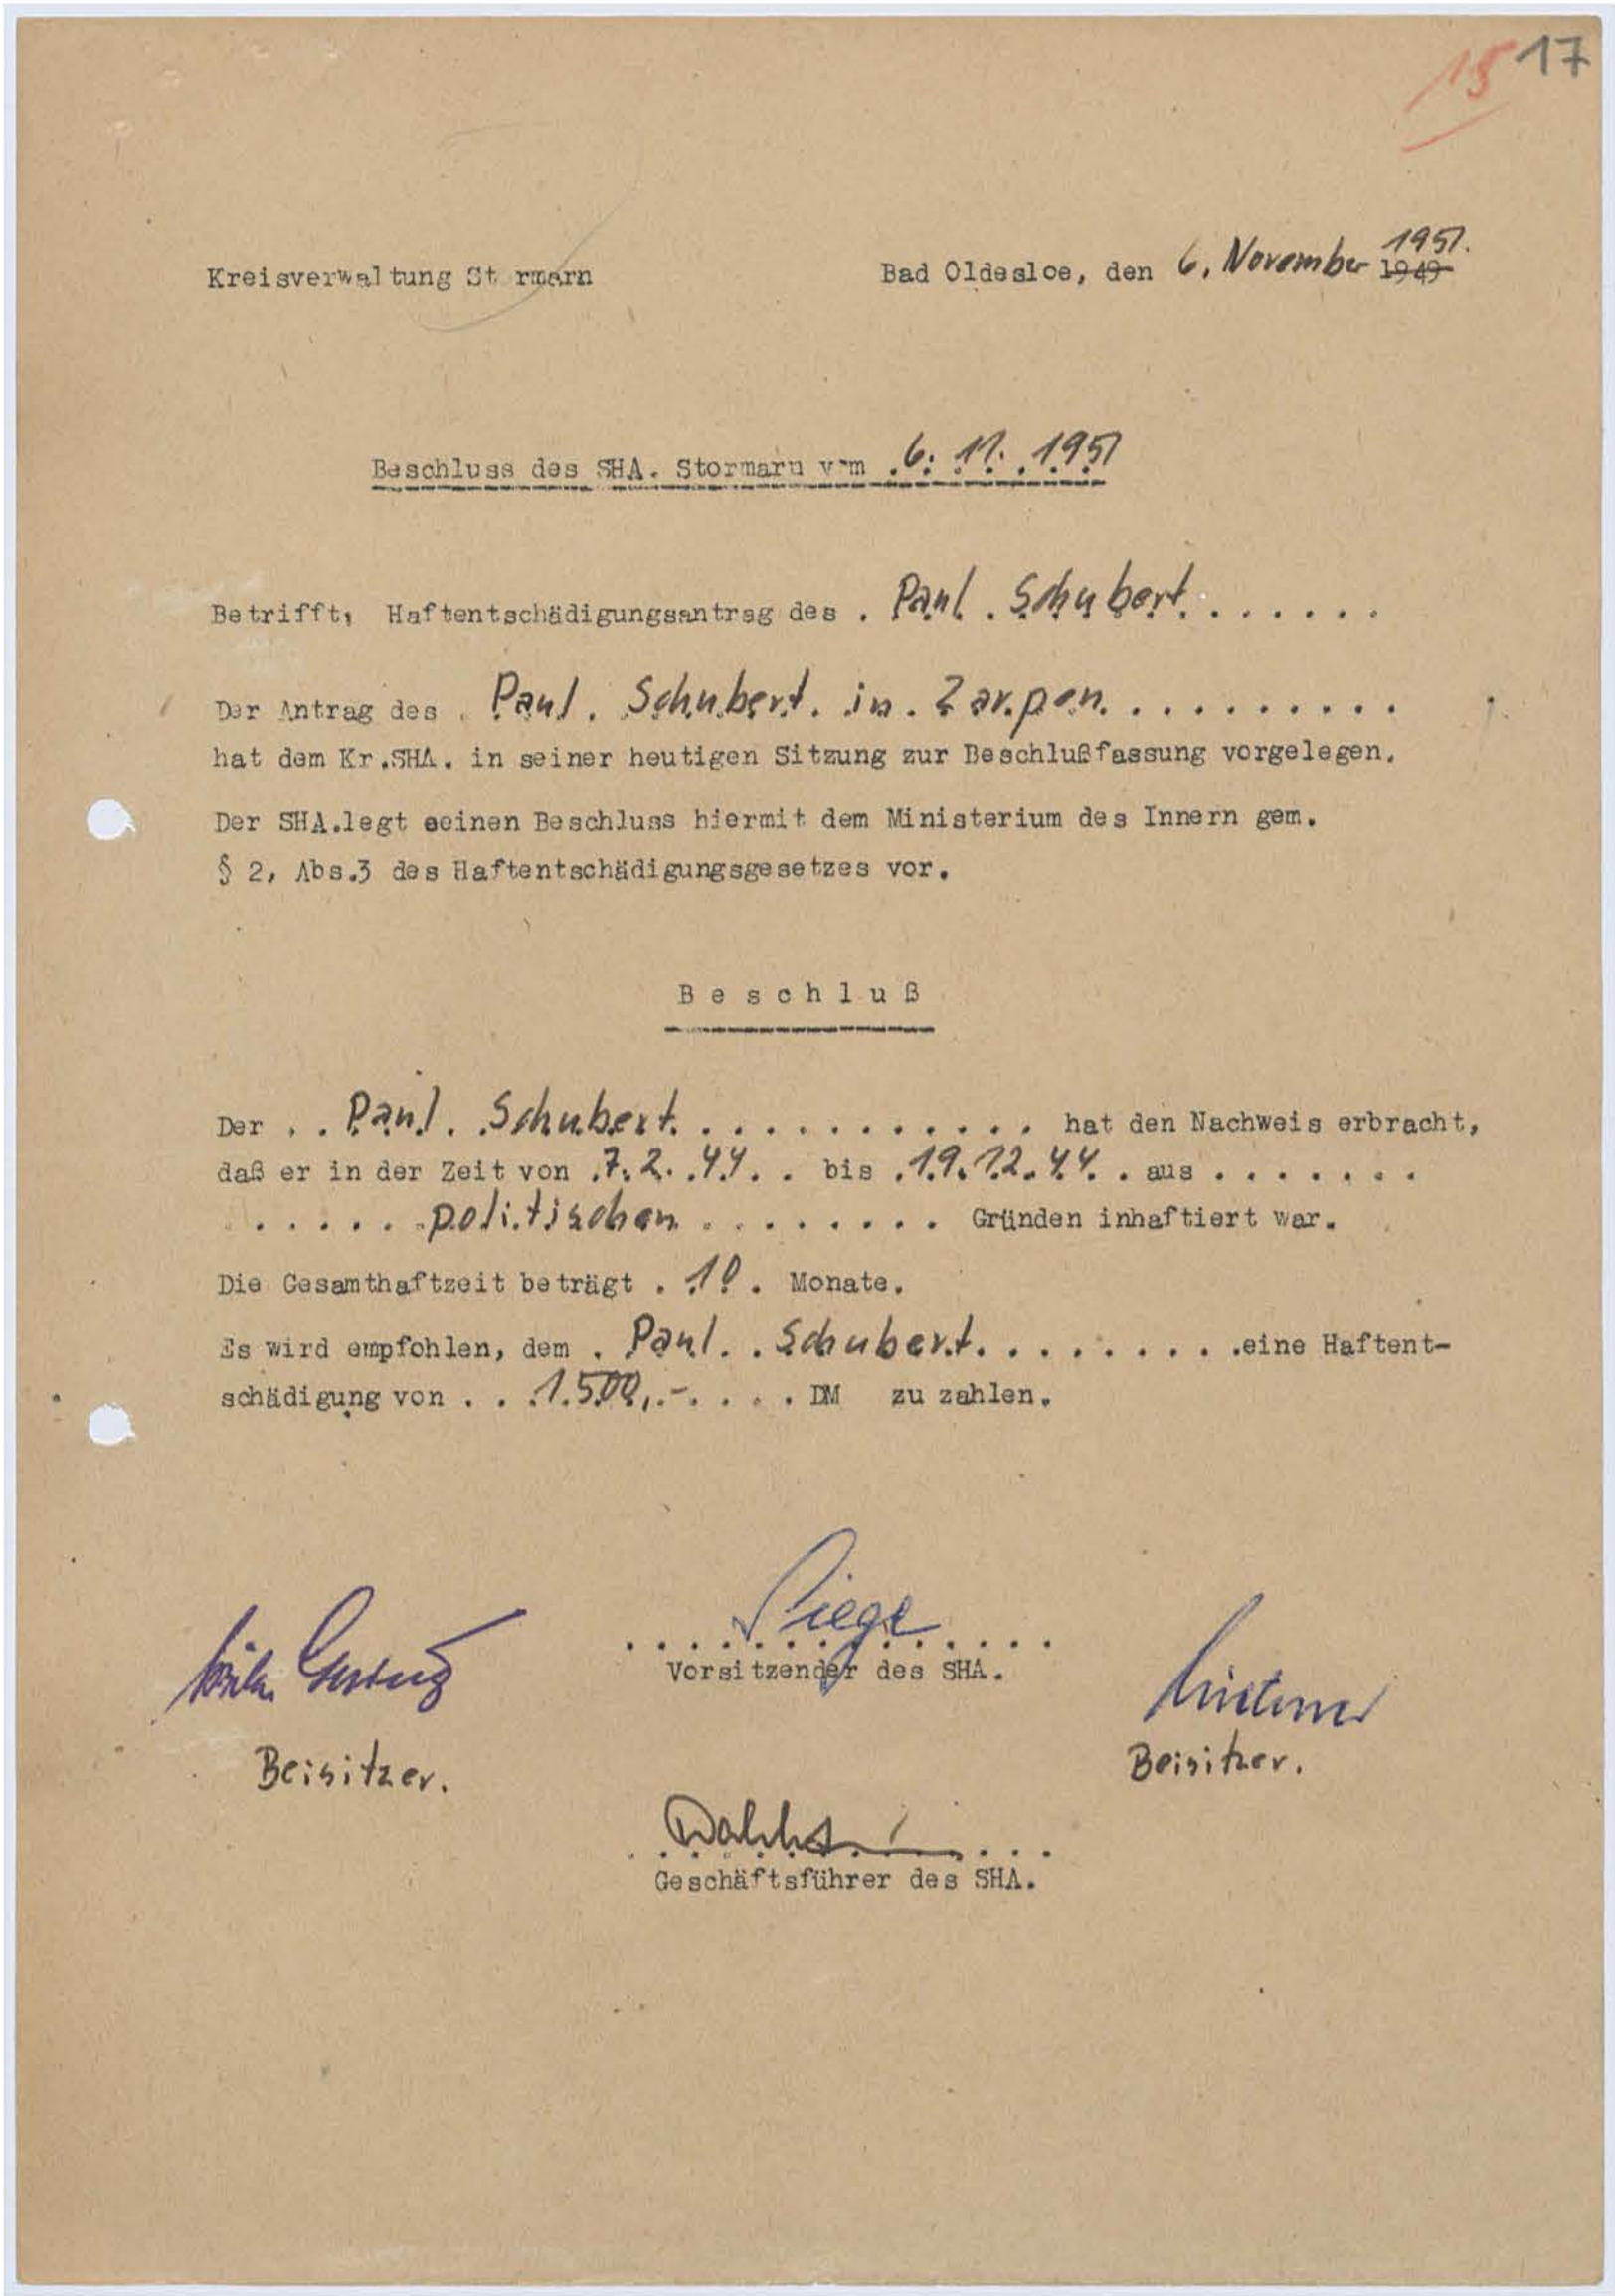 15 17
Kreisverwaltung St rmarn
Bad Oldesloe, den 6. November 1951.
1949
Beschluss des SHA. Stormarn vom .6. 11. 1951
Betrifft; Haftentschädigungsantrag des . Paul . Schubert. . . . . . .
Der Antrag des . Paul . Schubert. in . Zarpen. . . . . . . . . .
hat dem Kr.SHA. in seiner heutigen Sitzung zur Beschlußfassung vorgelegen.
Der SHA.legt seinen Beschluss hiermit dem Ministerium des Innern gem.
§ 2, Abs.3 des Haftentschädigungsgesetzes vor.
B e s c h l u ß
Der . . Paul . Schubert. . . . . . . . . . . . hat den Nachweis erbracht,
daß er in der Zeit von .7. 2. .44. . bis .19.12.44. . aus . . . . . . .
. . . . . . politischen . . . . . . . . Gründen inhaftiert war.
Die Gesamthaftzeit beträgt . 10 . Monate.
Es wird empfohlen, dem . Paul . . Schubert. . . . . . . . . .eine Haftent-
schädigung von . . .1.500,-. . . . DM zu zahlen.
Siege
. . . . . . . . . . . . . .
Vorsitzender des SHA.
Beisitzer.
Beisitzer.
. . . . . . . . . . . . . .
Geschäftsführer des SHA.